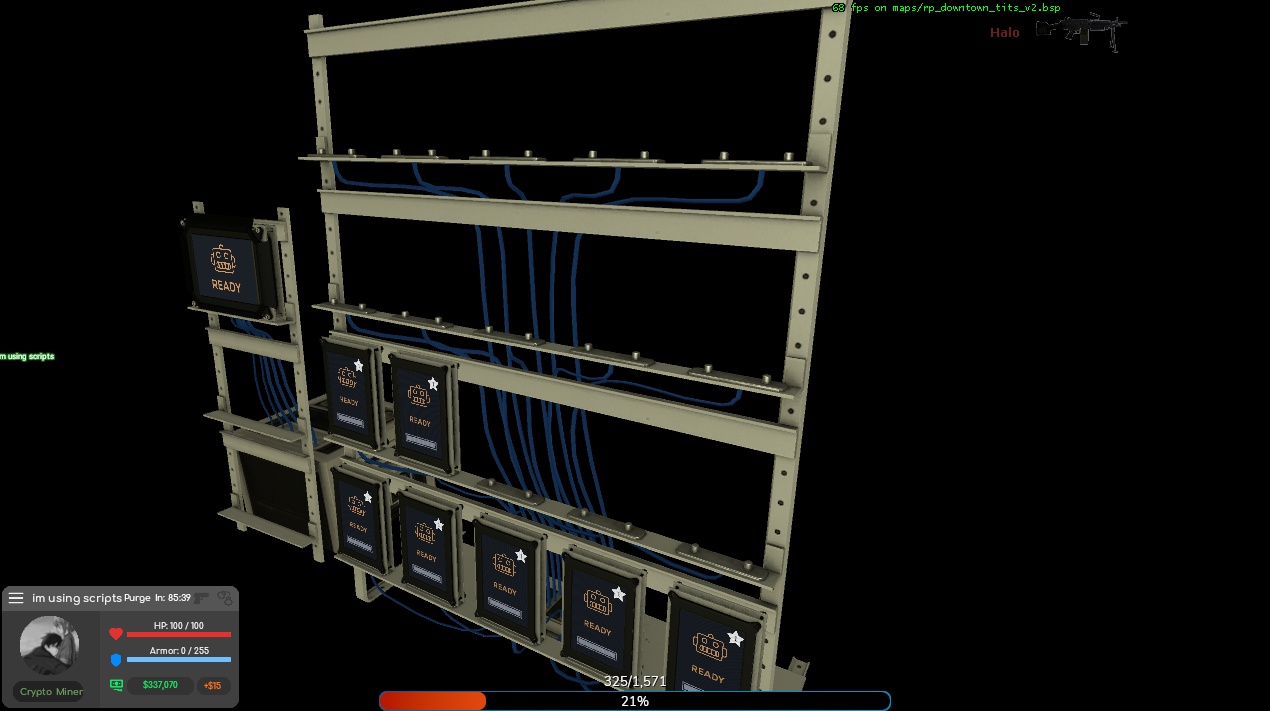 68 fps on maps/rp_downtown_tits_v2.bsp
Halo
READY
m using scripts
READY
READY
READY
READY
READY
READY
READY
im using scripts Purge In: 85:39
HP: 100 / 100
Armor: 0 / 255
$337,070 +$15
Crypto Miner
325/1,571
21%